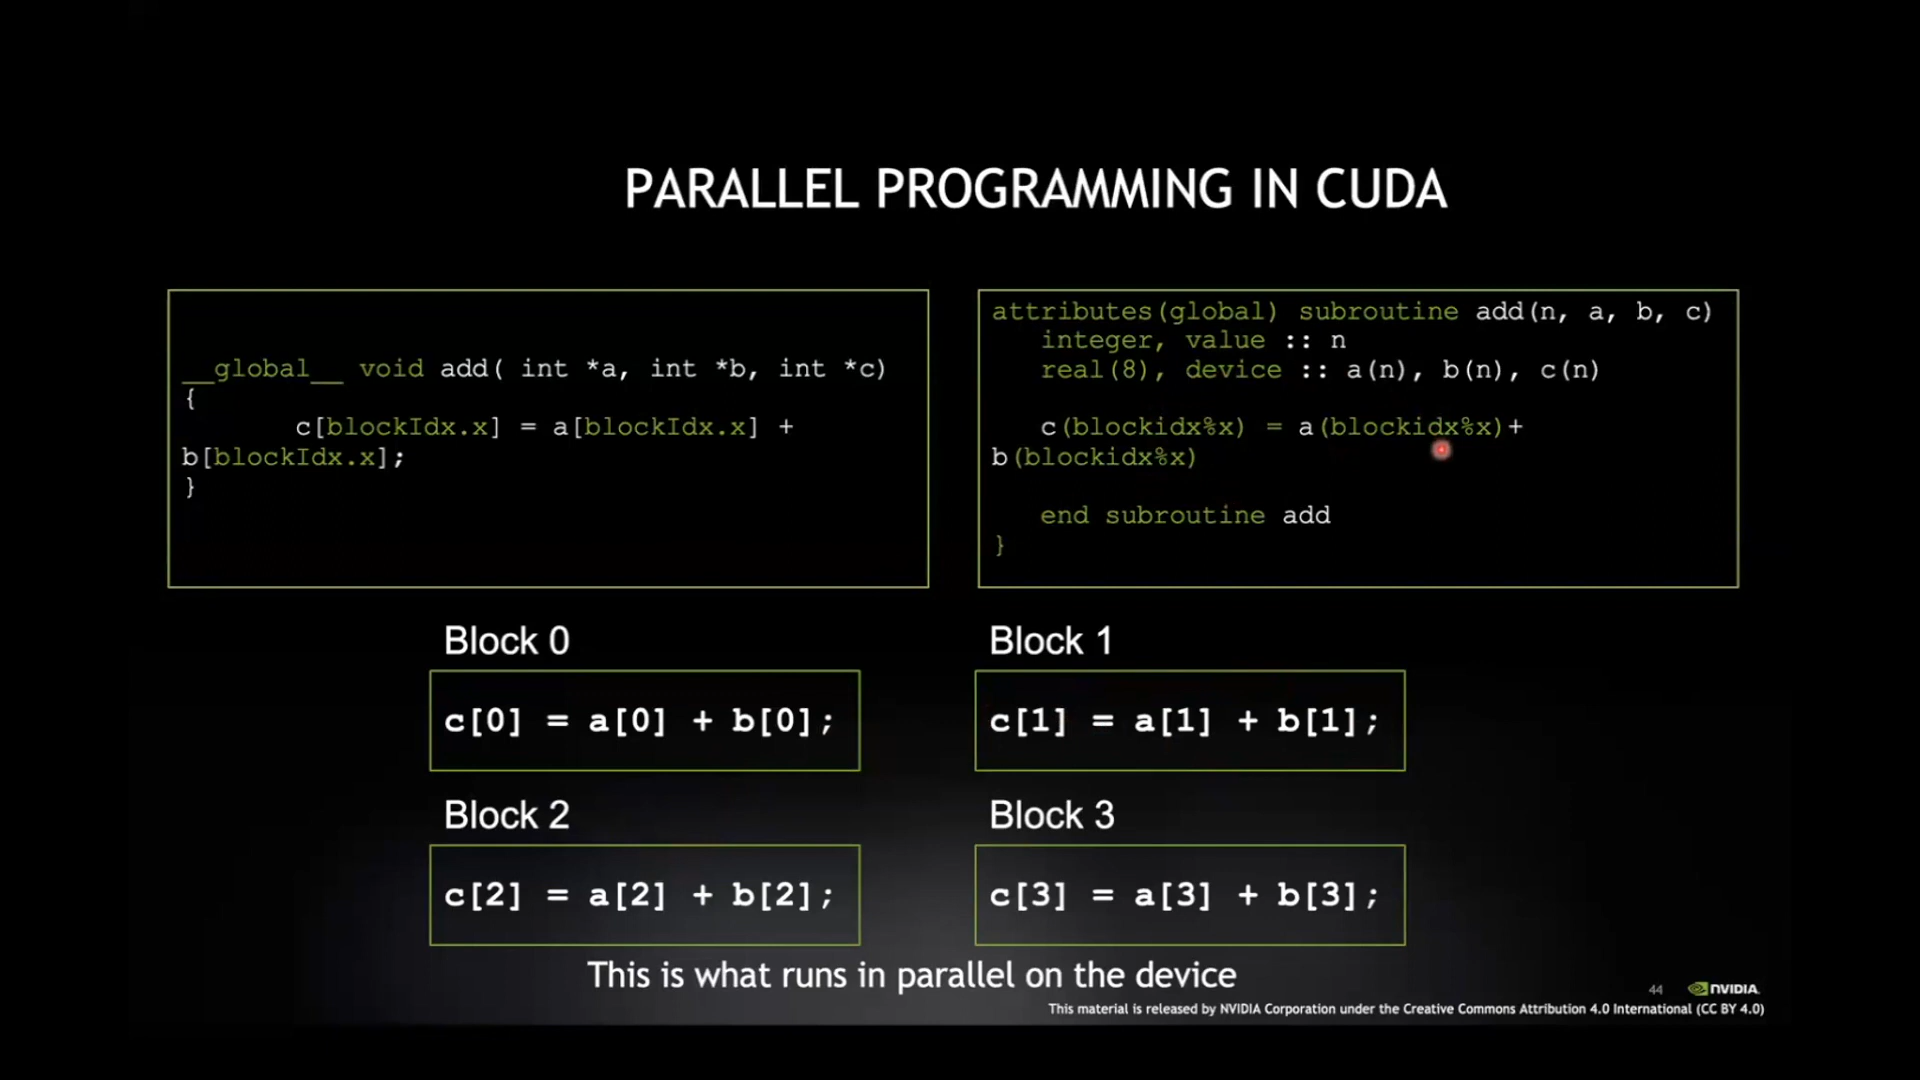 PARALLEL PROGRAMMING IN CUDA
__global__ void add( int *a, int *b, int *c)
{
c[blockIdx.x] = a[blockIdx.x] +
b[blockIdx.x];
}
attributes(global) subroutine add(n, a, b, c)
integer, value :: n
real(8), device :: a(n), b(n), c(n)
c(blockidx%x) = a(blockidx%x)+
b(blockidx%x)
end subroutine add
}
Block 0
c[0] = a[0] + b[0];
Block 1
c[1] = a[1] + b[1];
Block 2
c[2] = a[2] + b[2];
Block 3
c[3] = a[3] + b[3];
This is what runs in parallel on the device
44
NVIDIA.
This material is released by NVIDIA Corporation under the Creative Commons Attribution 4.0 International (CC BY 4.0)